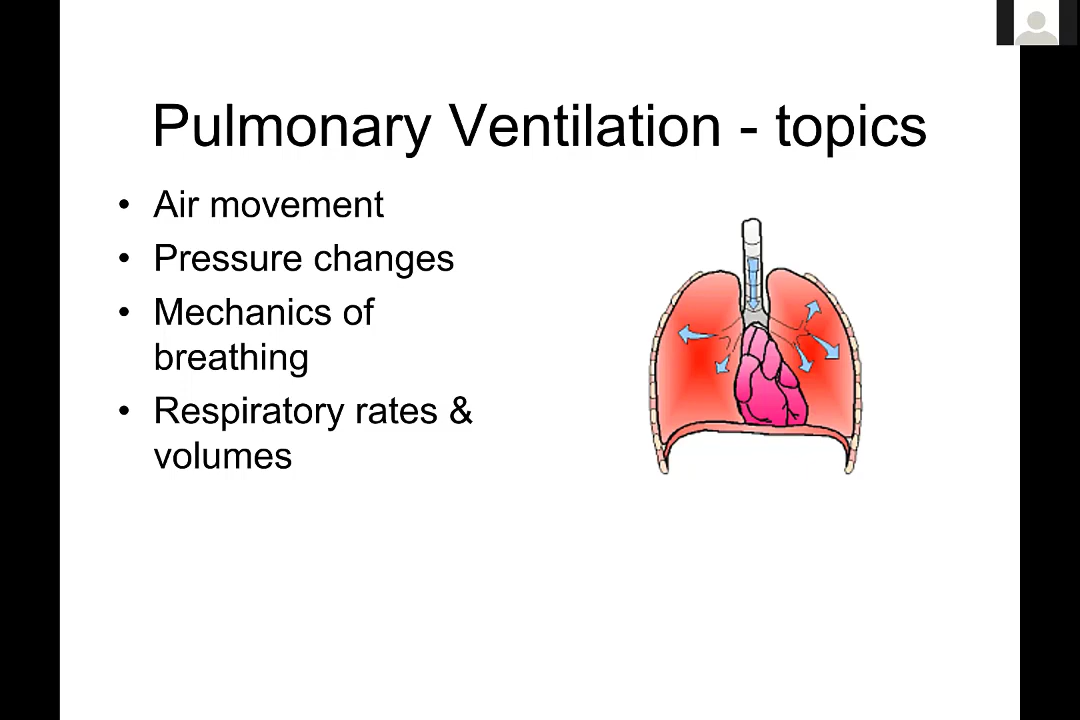 Pulmonary Ventilation - topics
• Air movement
• Pressure changes
• Mechanics of
breathing
• Respiratory rates &
volumes